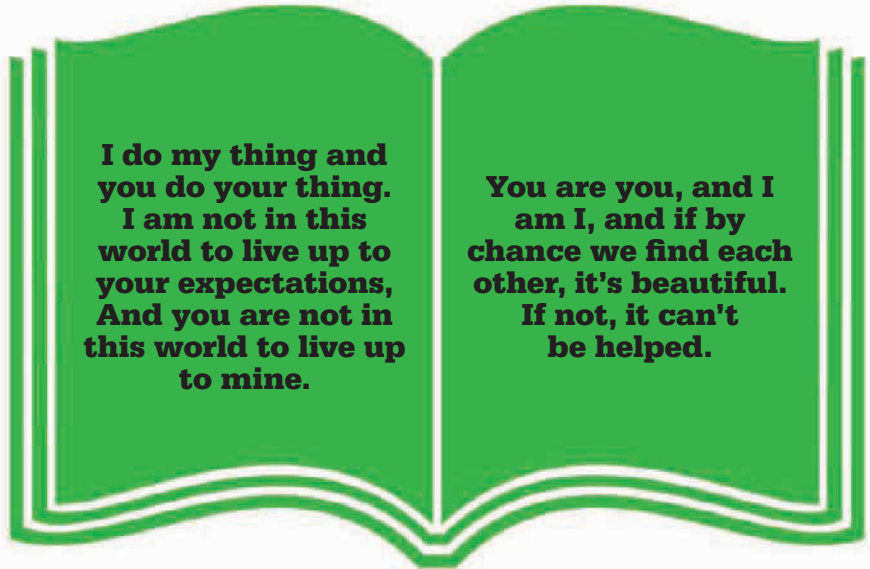 I do my thing and
you do your thing.
I am not in this
world to live up to
your expectations,
And you are not in
this world to live up
to mine.
You are you, and I
am I, and if by
chance we find each
other, it’s beautiful.
If not, it can’t
be helped.